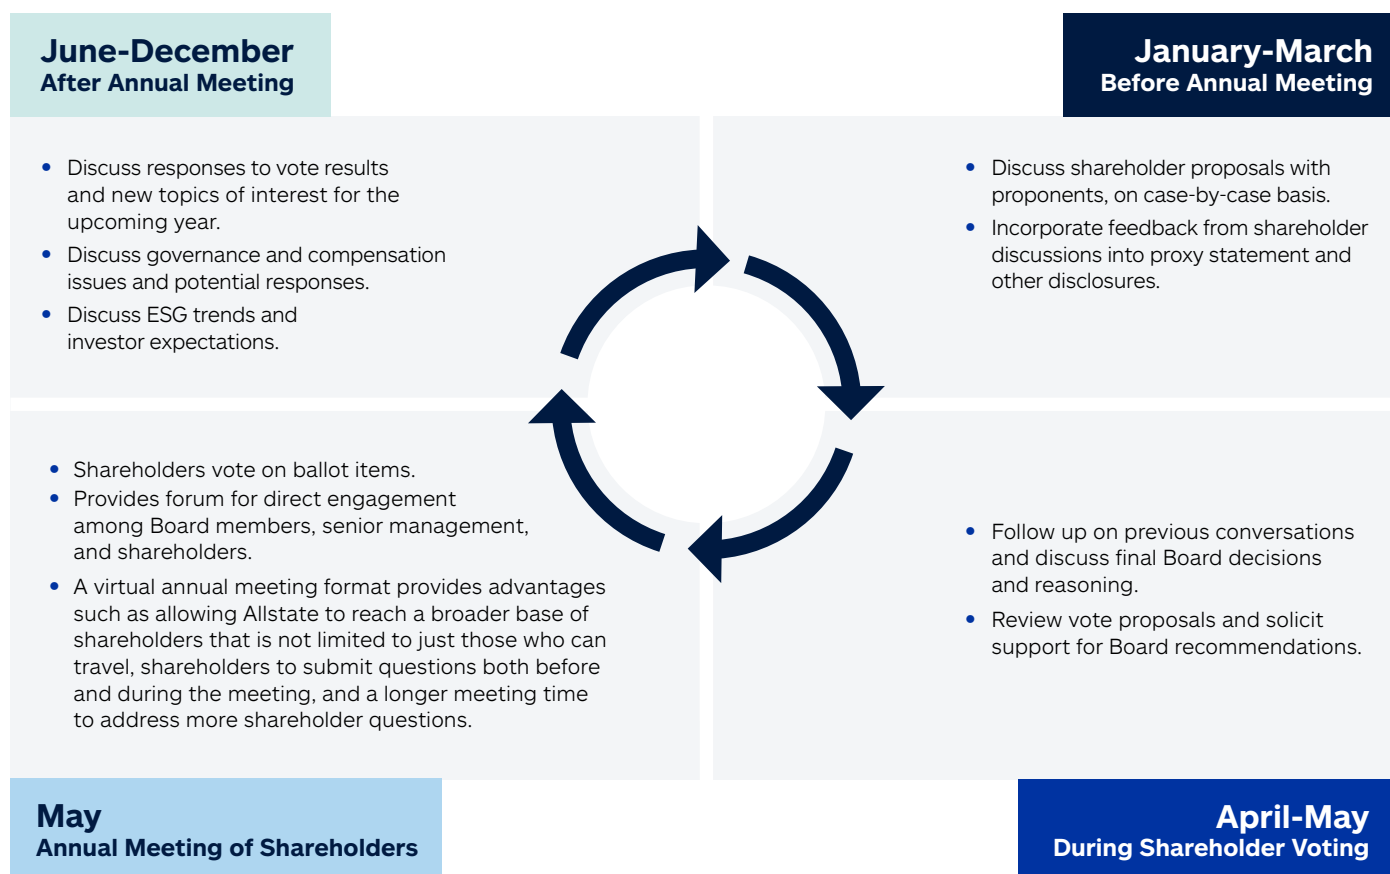 June-December
After Annual Meeting
• Discuss responses to vote results
and new topics of interest for the
upcoming year.
• Discuss governance and compensation
issues and potential responses.
• Discuss ESG trends and
investor expectations.
January-March
Before Annual Meeting
• Discuss shareholder proposals with
proponents, on case-by-case basis.
• Incorporate feedback from shareholder
discussions into proxy statement and
other disclosures.
• Shareholders vote on ballot items.
• Provides forum for direct engagement
among Board members, senior management,
and shareholders.
• A virtual annual meeting format provides advantages
such as allowing Allstate to reach a broader base of
shareholders that is not limited to just those who can
travel, shareholders to submit questions both before
and during the meeting, and a longer meeting time
to address more shareholder questions.
May
Annual Meeting of Shareholders
• Follow up on previous conversations
and discuss final Board decisions
and reasoning.
• Review vote proposals and solicit
support for Board recommendations.
April-May
During Shareholder Voting